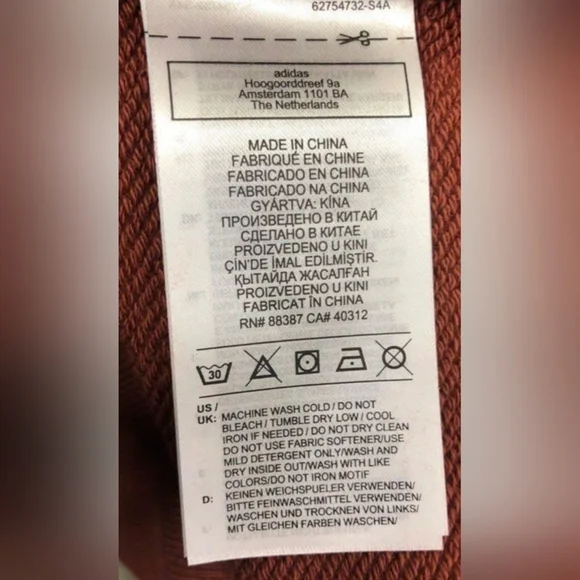 62754732-S4A
adidas
Hoogoorddreef 9a
Amsterdam 1101 BA
The Netherlands
MADE IN CHINA
FABRIQUÉ EN CHINE
FABRICADO EN CHINA
FABRICADO NA CHINA
GYÁRTVA: KÍNA
ПРОИЗВЕДЕНО В КИТАЙ
СДЕЛАНО В КИТАЕ
PROIZVEDENO U KINI
ÇİN'DE İMAL EDİLMİŞTİR.
ҚЫТАЙДА ЖАСАЛҒАН
PROIZVEDENO U KINI
FABRICAT ÎN CHINA
RN# 88387 CA# 40312
30
US /
UK: MACHINE WASH COLD / DO NOT
BLEACH / TUMBLE DRY LOW / COOL
IRON IF NEEDED / DO NOT DRY CLEAN
DO NOT USE FABRIC SOFTENER/USE
MILD DETERGENT ONLY/WASH AND
DRY INSIDE OUT/WASH WITH LIKE
COLORS/DO NOT IRON MOTIF
D: KEINEN WEICHSPUELER VERWENDEN/
BITTE FEINWASCHMITTEL VERWENDEN/
WASCHEN UND TROCKNEN VON LINKS/
MIT GLEICHEN FARBEN WASCHEN/